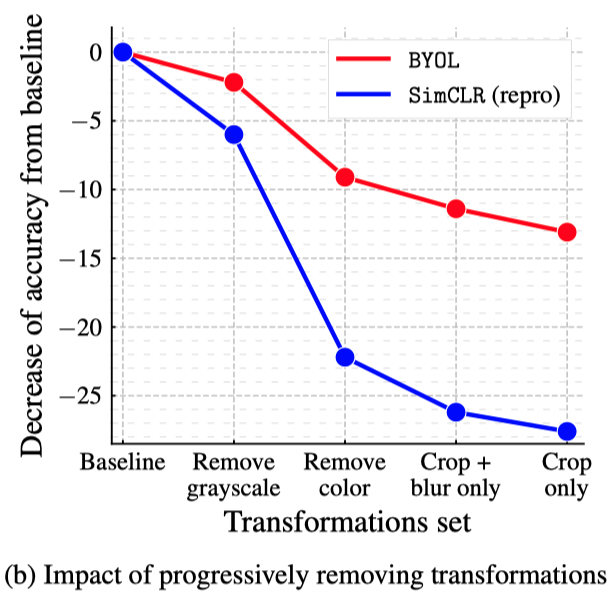 Decrease of accuracy from baseline
0
−5
−10
−15
−20
−25
BYOL
SimCLR (repro)
Baseline
Remove
grayscale
Remove
color
Crop +
blur only
Crop
only
Transformations set
(b) Impact of progressively removing transformations